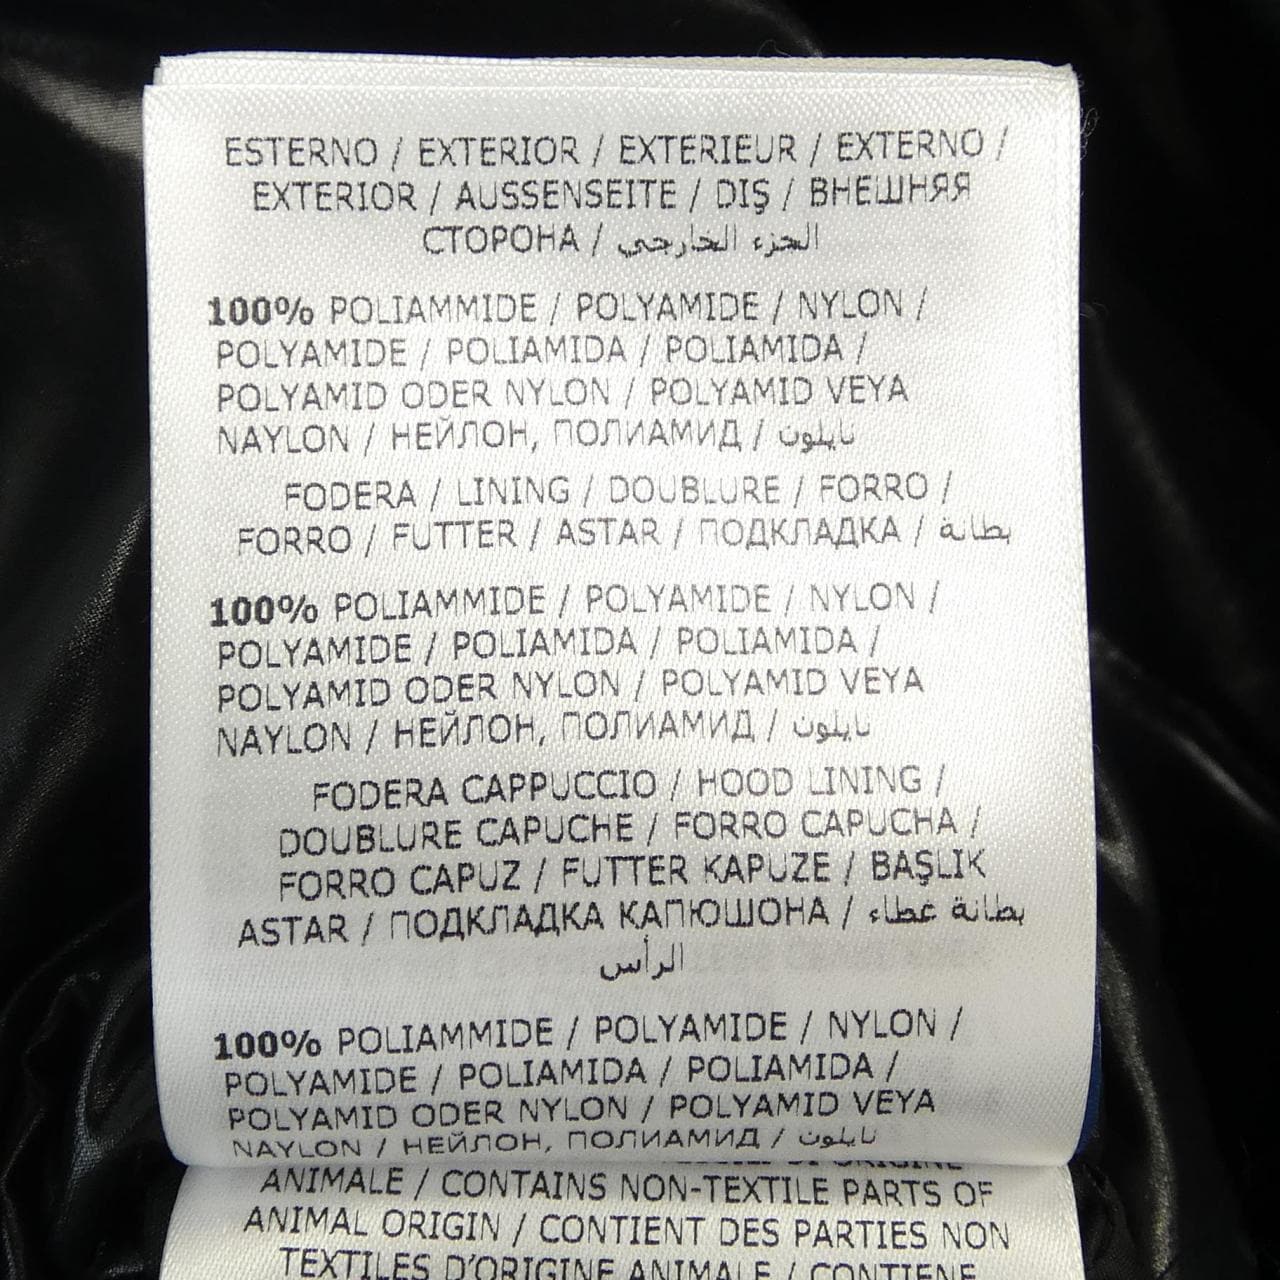 ESTERNO / EXTERIOR / EXTERIEUR / EXTERNO /
EXTERIOR / AUSSENSEITE / DIŞ / ВНЕШНЯЯ
СТОРОНА / الجزء الخارجي
100% POLIAMMIDE / POLYAMIDE / NYLON /
POLYAMIDE / POLIAMIDA / POLIAMIDA /
POLYAMID ODER NYLON / POLYAMID VEYA
NAYLON / НЕЙЛОН, ПОЛИАМИД / نايلون
FODERA / LINING / DOUBLURE / FORRO /
FORRO / FUTTER / ASTAR / ПОДКЛАДКА / بطانة
100% POLIAMMIDE / POLYAMIDE / NYLON /
POLYAMIDE / POLIAMIDA / POLIAMIDA /
POLYAMID ODER NYLON / POLYAMID VEYA
NAYLON / НЕЙЛОН, ПОЛИАМИД / نايلون
FODERA CAPPUCCIO / HOOD LINING /
DOUBLURE CAPUCHE / FORRO CAPUCHA /
FORRO CAPUZ / FUTTER KAPUZE / BAŞLIK
ASTAR / ПОДКЛАДКА КАПЮШОНА / بطانة غطاء
الرأس
100% POLIAMMIDE / POLYAMIDE / NYLON /
POLYAMIDE / POLIAMIDA / POLIAMIDA /
POLYAMID ODER NYLON / POLYAMID VEYA
NAYLON / НЕЙЛОН, ПОЛИАМИД / نايلون
ANIMALE / CONTAINS NON-TEXTILE PARTS OF
ANIMAL ORIGIN / CONTIENT DES PARTIES NON
TEXTILES D'ORIGINE ANIMALE / CONTIENE